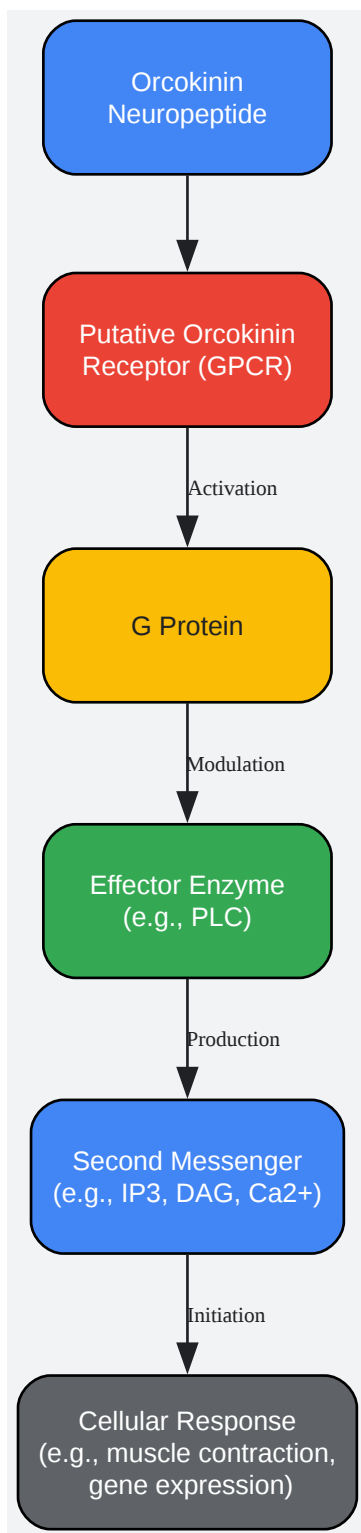 Orcokinin
Neuropeptide
Putative Orcokinin
Receptor (GPCR)
Activation
G Protein
Modulation
Effector Enzyme
(e.g., PLC)
Production
Second Messenger
(e.g., IP3, DAG, Ca2+)
Initiation
Cellular Response
(e.g., muscle contraction,
gene expression)